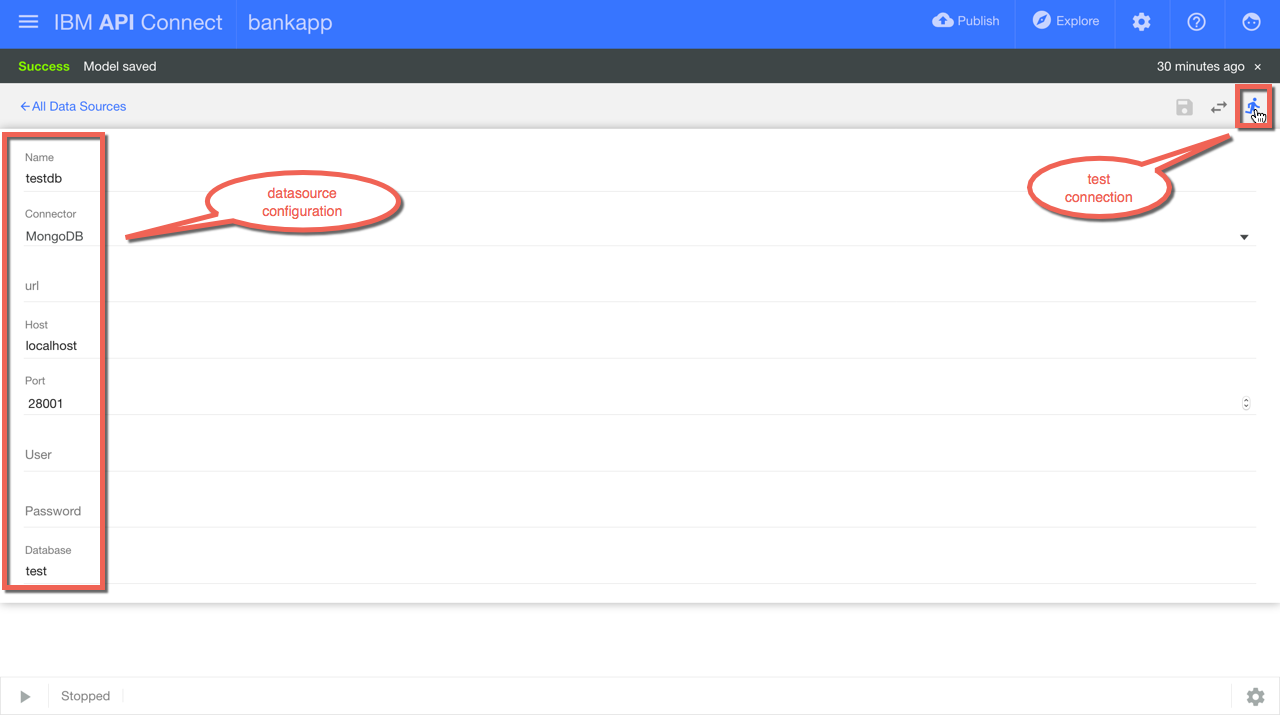 IBM API Connect
bankapp
Publish
Explore
Success Model saved
30 minutes ago ×
←All Data Sources
Name
testdb
datasource
configuration
test
connection
Connector
MongoDB
url
Host
localhost
Port
28001
User
Password
Database
test
Stopped